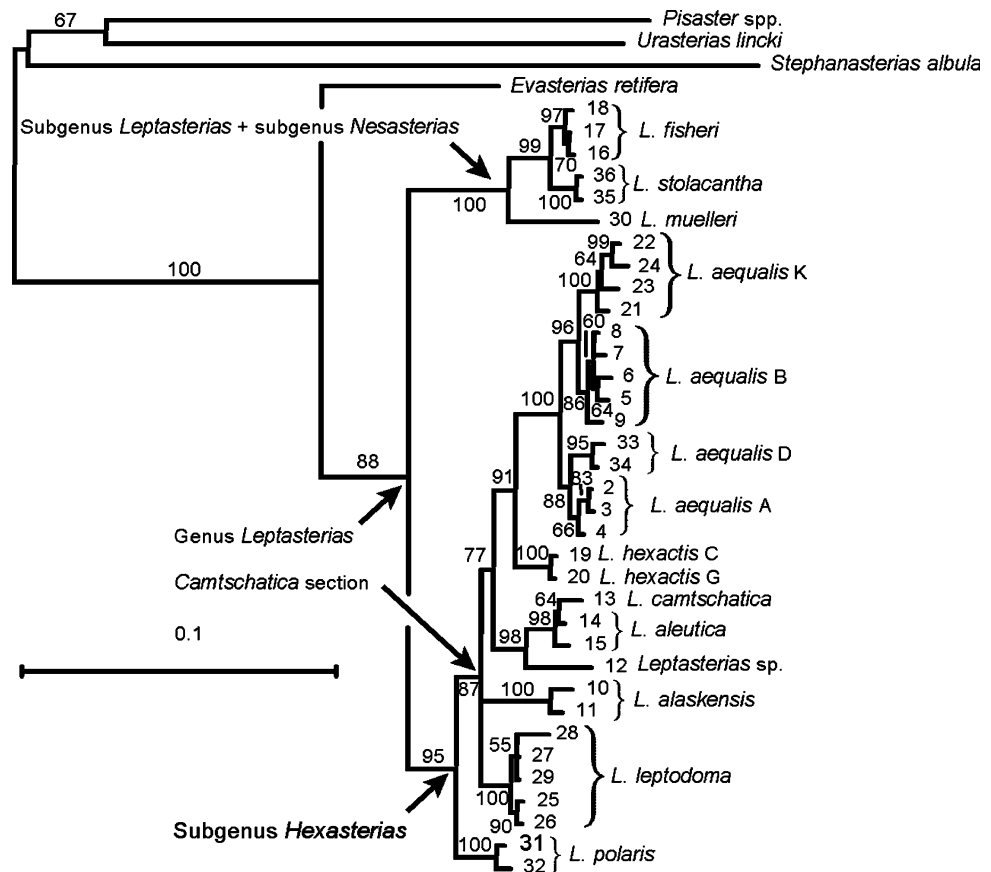 67
Pisaster spp.
Urasterias lincki
Stephanasterias albula
Evasterias retifera
Subgenus Leptasterias + subgenus Nesasterias
97 18
17 L. fisheri
99 16
70
36
L. stolacantha
100 35
100
30 L. muelleri
99 22
64 24 L. aequalis K
100 100 23
21
60
96 8
7
6 L. aequalis B
5
100 86 64 9
95 33
34 L. aequalis D
88
91 83 2
3 L. aequalis A
66 4
Genus Leptasterias
77 100 19 L. hexactis C
Camtschatica section 20 L. hexactis G
64 13 L. camtschatica
98 14
L. aleutica
0.1 98 15
12 Leptasterias sp.
87 100 10
L. alaskensis
11
28
55
27
L. leptodoma
29
95 100 25
90 26
Subgenus Hexasterias
100 31
L. polaris
32
88